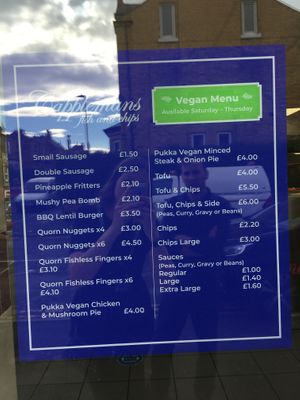 Cappleman's
fish and chips
Vegan Menu
Available Saturday - Thursday
Small Sausage £1.50
Double Sausage £2.50
Pineapple Fritters £2.10
Mushy Pea Bomb £2.10
BBQ Lentil Burger £3.50
Quorn Nuggets x4 £3.00
Quorn Nuggets x6 £4.50
Quorn Fishless Fingers x4
£3.10
Quorn Fishless Fingers x6
£4.10
Pukka Vegan Chicken
& Mushroom Pie £4.00
Pukka Vegan Minced
Steak & Onion Pie £4.00
Tofu £4.00
Tofu & Chips £5.50
Tofu, Chips & Side £6.00
(Peas, Curry, Gravy or Beans)
Chips £2.20
Chips Large £3.00
Sauces
(Peas, Curry, Gravy or Beans)
Regular £1.00
Large £1.40
Extra Large £1.60